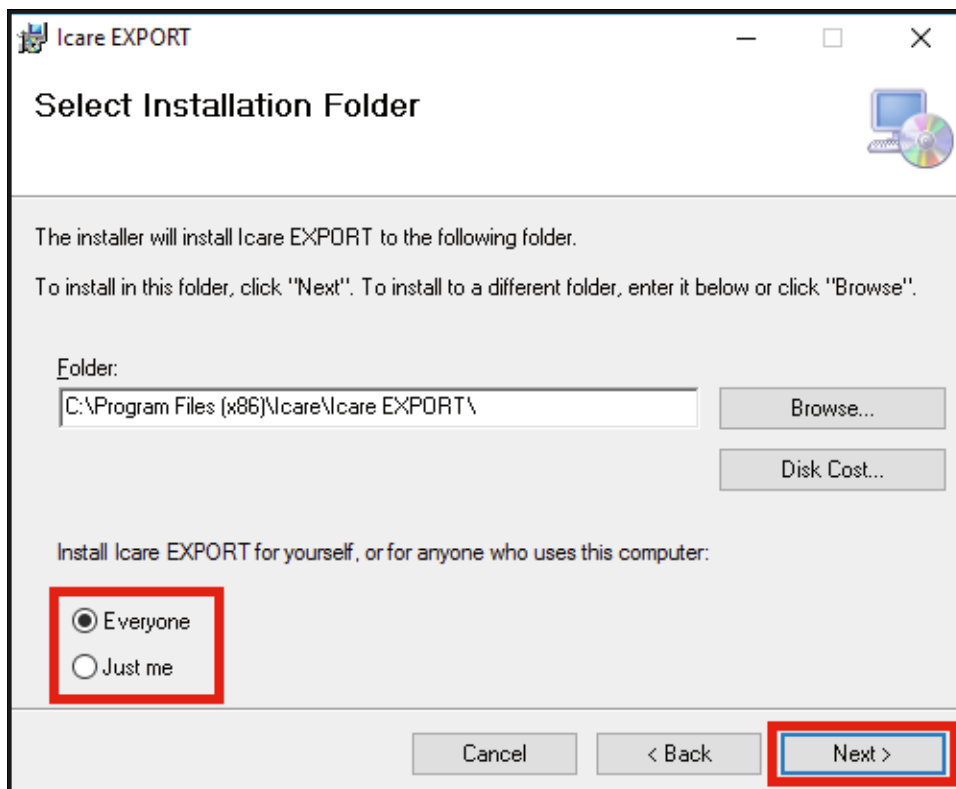 Icare EXPORT
Select Installation Folder
The installer will install Icare EXPORT to the following folder.
To install in this folder, click "Next". To install to a different folder, enter it below or click "Browse".
Folder:
C:\Program Files (x86)\Icare\Icare EXPORT\
Browse...
Disk Cost...
Install Icare EXPORT for yourself, or for anyone who uses this computer:
Everyone
Just me
Cancel
< Back
Next >